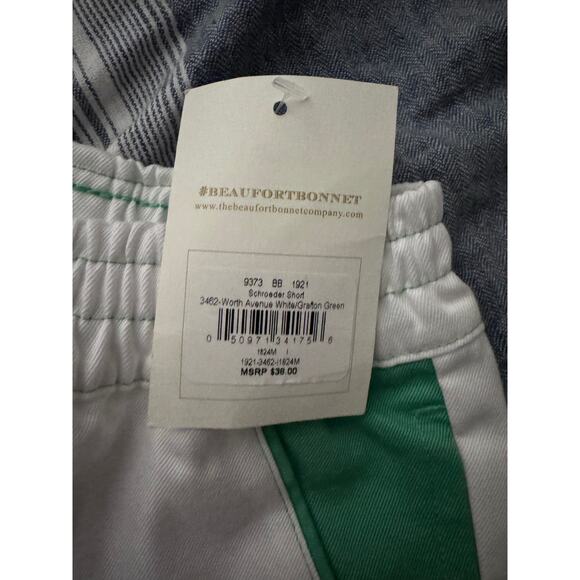 #BEAUFORTBONNET
www.thebeaufortbonnetcompany.com
9373 BB 1921
Schroeder Short
3462-Worth Avenue White/Grafton Green
0 50971 34175 6
1824M I
1921-3462-I1824M
MSRP $38.00